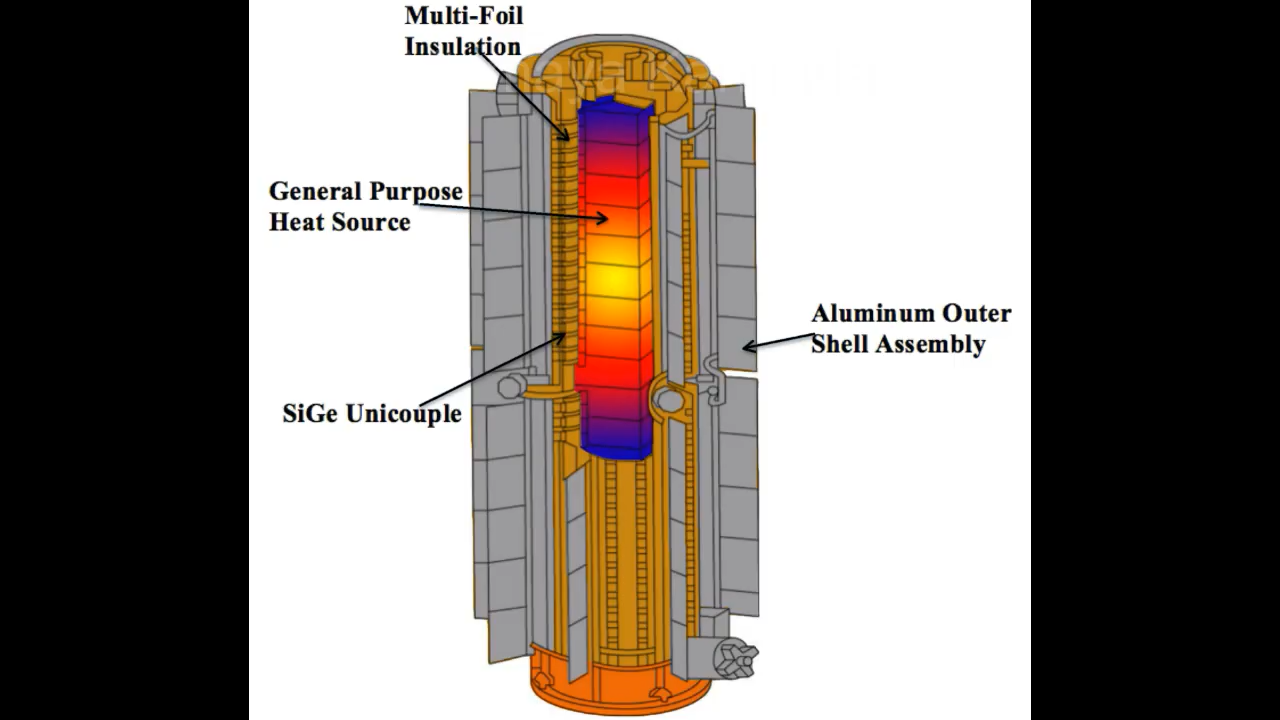 Multi-Foil
Insulation
General Purpose
Heat Source
Aluminum Outer
Shell Assembly
SiGe Unicouple